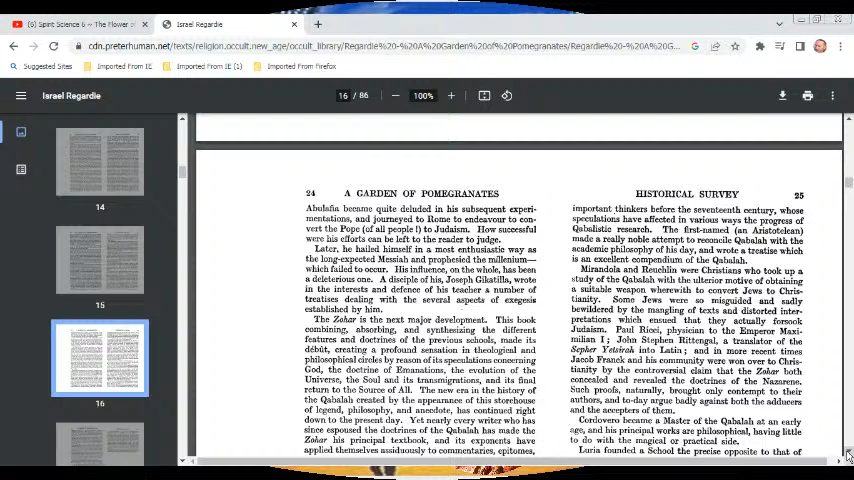 (6) Spirit Science 6 ~ The Flower of
Israel Regardie
cdn.preterhuman.net/texts/religion.occult.new_age/occult_library/Regardie%20-%20A%20Garden%20of%20Pomegranates/Regardie%20-%20A%20G...
Suggested Sites
Imported From IE
Imported From IE (1)
Imported From Firefox
Israel Regardie
16 / 86
100%
14
15
16
24 A GARDEN OF POMEGRANATES
Abulafia became quite deluded in his subsequent experi-
mentations, and journeyed to Rome to endeavour to con-
vert the Pope (of all people!) to Judaism. How successful
were his efforts can be left to the reader to judge.
Later, he hailed himself in a most enthusiastic way as
the long-expected Messiah and prophesied the millenium—
which failed to occur. His influence, on the whole, has been
a deleterious one. A disciple of his, Joseph Gikatilla, wrote
in the interests and defence of his teacher a number of
treatises dealing with the several aspects of exegesis
established by him.
The Zohar is the next major development. This book
combining, absorbing, and synthesizing the different
features and doctrines of the previous schools, made its
début, creating a profound sensation in theological and
philosophical circles by reason of its speculations concerning
God, the doctrine of Emanations, the evolution of the
Universe, the Soul and its transmigrations, and its final
return to the Source of All. The new era in the history of
the Qabalah created by the appearance of this storehouse
of legend, philosophy, and anecdote, has continued right
down to the present day. Yet nearly every writer who has
since espoused the doctrines of the Qabalah has made the
Zohar his principal textbook, and its exponents have
applied themselves assiduously to commentaries, epitomes,
HISTORICAL SURVEY 25
important thinkers before the seventeenth century, whose
speculations have affected in various ways the progress of
Qabalistic research. The first-named (an Aristotelean)
made a really noble attempt to reconcile Qabalah with the
academic philosophy of his day, and wrote a treatise which
is an excellent compendium of the Qabalah.
Mirandola and Reuchlin were Christians who took up a
study of the Qabalah with the ulterior motive of obtaining
a suitable weapon wherewith to convert Jews to Chris-
tianity. Some Jews were so misguided and sadly
bewildered by the mangling of texts and distorted inter-
pretations which ensued that they actually forsook
Judaism. Paul Ricci, physician to the Emperor Maxi-
milian I; John Stephen Rittengal, a translator of the
Sepher Yetsirah into Latin; and in more recent times
Jacob Franck and his community were won over to Chris-
tianity by the controversial claim that the Zohar both
concealed and revealed the doctrines of the Nazarene.
Such proofs, naturally, brought only contempt to their
authors, and to-day argue badly against both the adducers
and the accepters of them.
Cordovero became a Master of the Qabalah at an early
age, and his principal works are philosophical, having little
to do with the magical or practical side.
Luria founded a School the precise opposite to that of